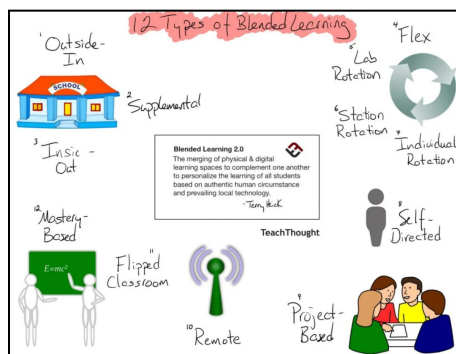 12 Types of Blended Learning
1 Outside-
In
SCHOOL
2 Supplemental
3 Insic -
Out
4 Flex
5 Lab
Rotation
6 Station
Rotation
7 Individual
Rotation
Blended Learning 2.0
The merging of physical & digital
learning spaces to complement one another
to personalize the learning of all students
based on authentic human circumstance
and prevailing local technology.
-Terry Heick
TeachThought
8 Self-
Directed
9 Project-
Based
10 Remote
11 Flipped
Classroom
12 Mastery-
Based
E=mc²